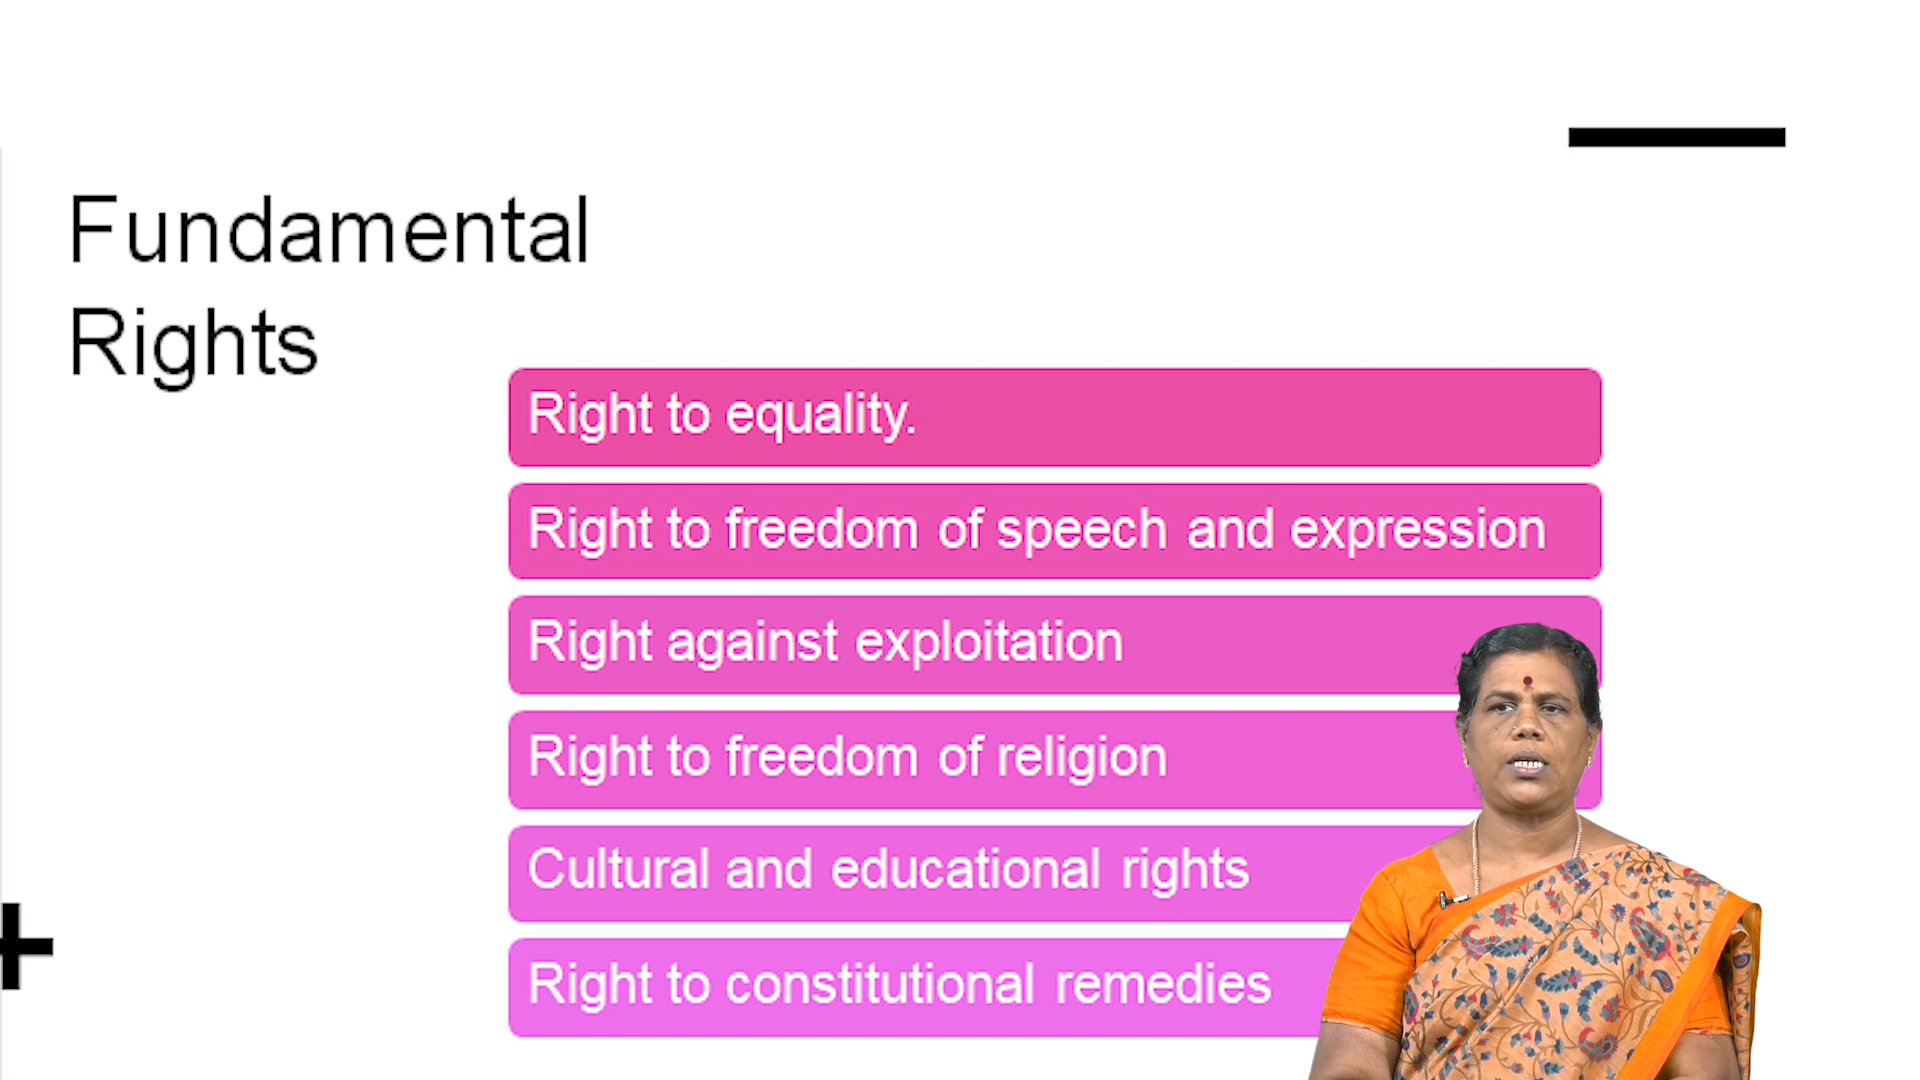 Fundamental
Rights
Right to equality.
Right to freedom of speech and expression
Right against exploitation
Right to freedom of religion
Cultural and educational rights
Right to constitutional remedies